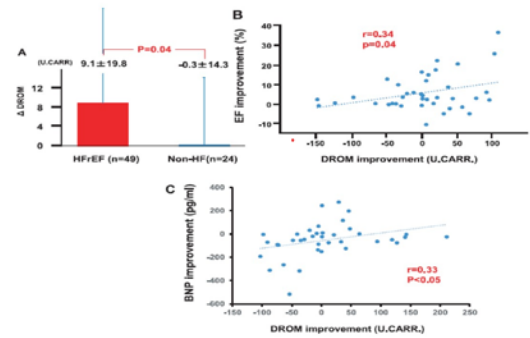 A
P=0.04
(U.CARR)
9.1±19.8
-0.3±14.3
Δ DROM
12
8
4
0
HFrEF (n=49)
Non-HF(n=24)
B
r=0.34
p=0.04
EF improvement (%)
40
30
20
10
0
-10
-150
-100
-50
0
50
100
150
DROM improvement (U.CARR.)
C
BNP improvement (pg/ml)
400
200
0
-200
-400
-600
r=0.33
P<0.05
-100
-50
0
50
100
150
200
250
DROM improvement (U.CARR.)